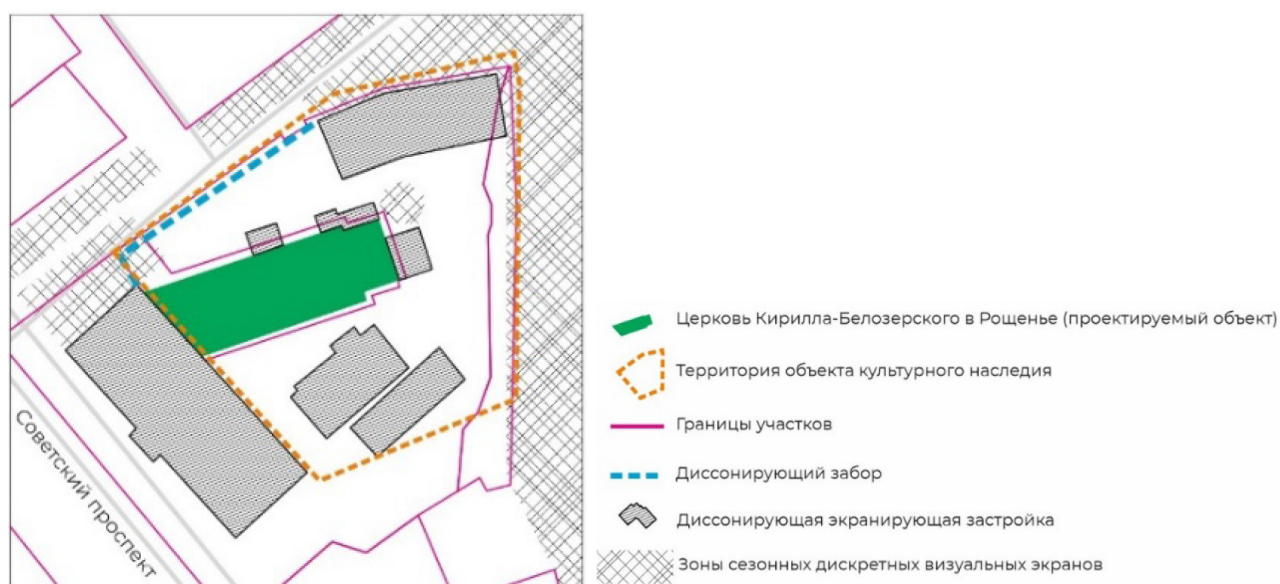 Советский проспект
Церковь Кирилла-Белозерского в Рощенье (проектируемый объект)
Территория объекта культурного наследия
Границы участков
Диссонирующий забор
Диссонирующая экранирующая застройка
Зоны сезонных дискретных визуальных экранов